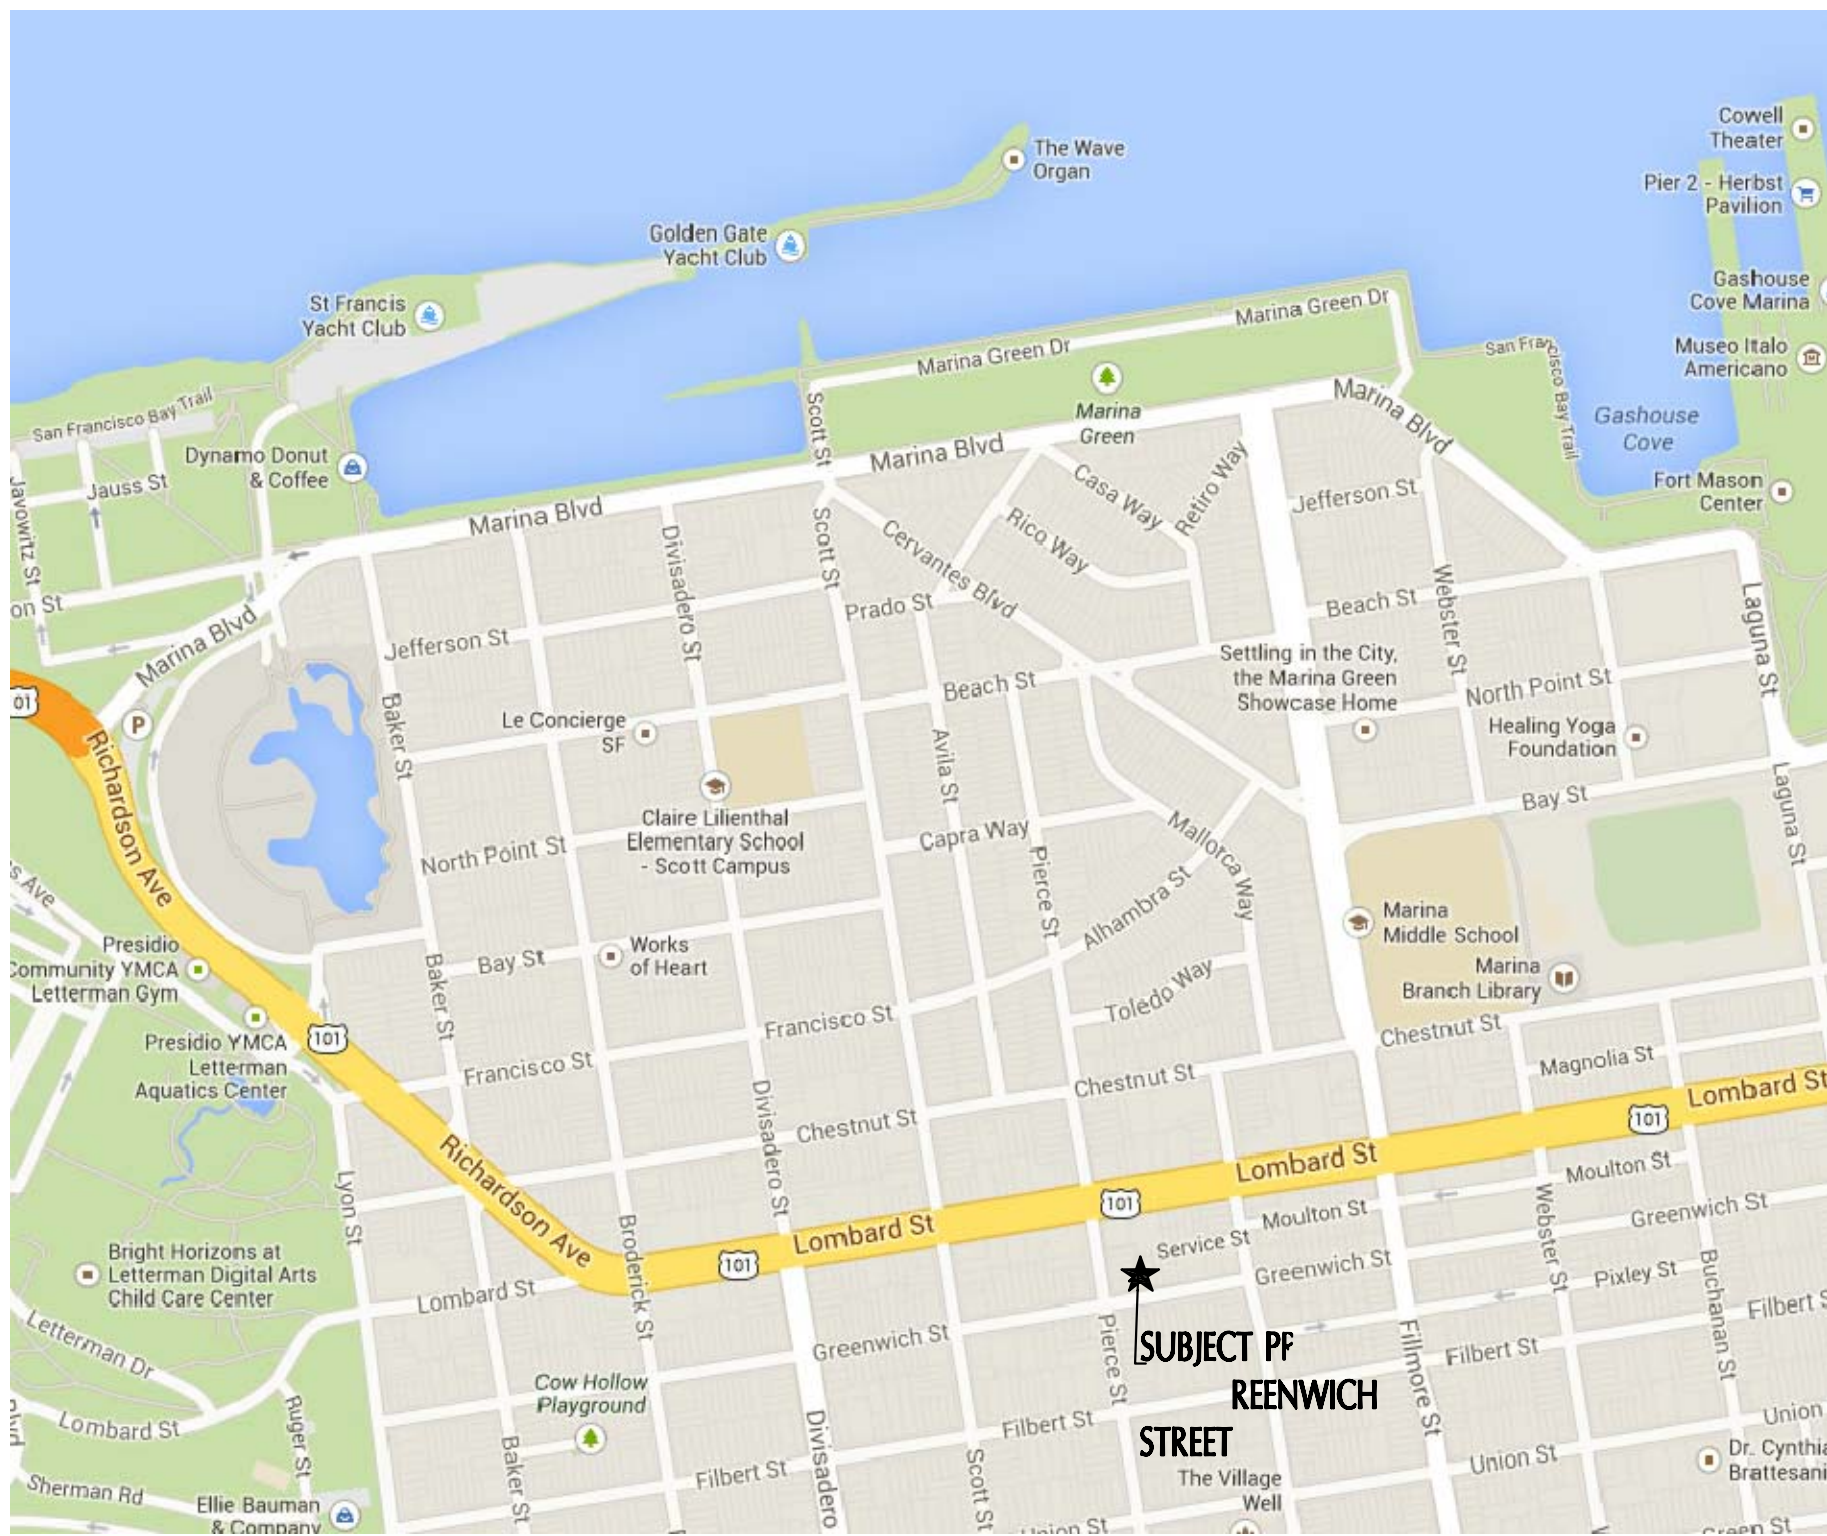 Cowell
Theater
The Wave
Organ
Pier 2 - Herbst
Pavilion
Golden Gate
Yacht Club
Gashouse
Cove Marina
St Francis
Yacht Club
Marina Green Dr
Marina Green Dr
San Francisco Bay Trail
Museo Italo
Americano
Marina Blvd
Marina
Green
Gashouse
Cove
San Francisco Bay Trail
Scott St
Marina Blvd
Dynamo Donut
& Coffee
Jauss St
Javowitz St
Casa Way
Retiro Way
Jefferson St
Fort Mason
Center
Marina Blvd
Rico Way
Scott St
Divisadero St
Cervantes Blvd
on St
Prado St
Beach St
Webster St
Laguna St
Marina Blvd
Jefferson St
Settling in the City,
the Marina Green
Showcase Home
Beach St
North Point St
01
P
Baker St
Le Concierge
SF
Healing Yoga
Foundation
Richardson Ave
Avila St
Bay St
Laguna St
Claire Lilienthal
Elementary School
- Scott Campus
North Point St
Capra Way
Mallorca Way
Pierce St
Alhambra St
s Ave
Marina
Middle School
Presidio
Community YMCA
Letterman Gym
Bay St
Works
of Heart
Baker St
Toledo Way
Marina
Branch Library
Francisco St
Chestnut St
101
Presidio YMCA
Letterman
Aquatics Center
Francisco St
Chestnut St
Magnolia St
Lombard St
101
Divisadero St
Chestnut St
Richardson Ave
Lombard St
Moulton St
Lyon St
101
Webster St
Moulton St
Greenwich St
Broderick St
Lombard St
101
Service St
Greenwich St
Bright Horizons at
Letterman Digital Arts
Child Care Center
Pixley St
Buchanan St
Lombard St
Filbert S
Letterman Dr
Greenwich St
Pierce St
SUBJECT PR
REENWICH
STREET
Fillmore St
Filbert St
Cow Hollow
Playground
Lombard St
Ruger St
Blvd
Filbert St
Union
Baker St
Divisadero
Scott St
Union St
Dr. Cynthia
Brattesani
Filbert St
The Village
Well
Sherman Rd
Ellie Bauman
& Company
Union St
Green St